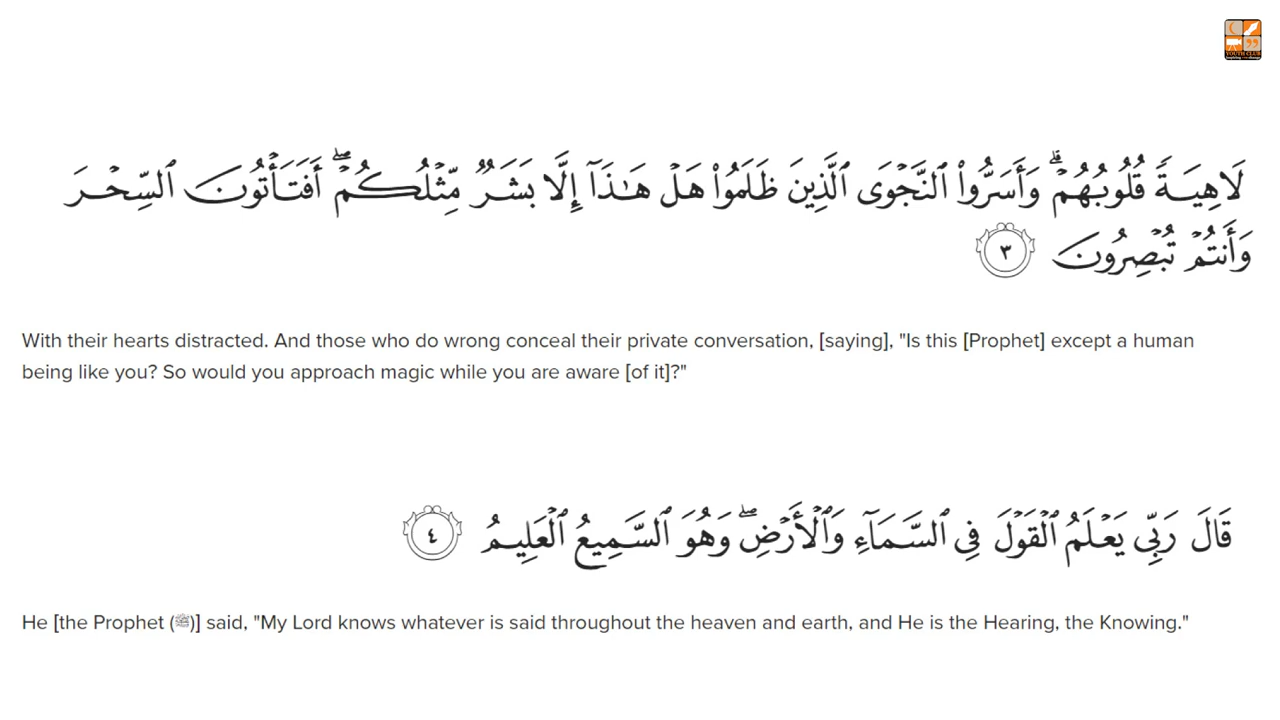 YOUTH CLUB
لَاهِيَةً قُلُوبُهُمْ ۗ وَأَسَرُّوا۟ ٱلنَّجْوَى ٱلَّذِينَ ظَلَمُوا۟ هَلْ هَـٰذَآ إِلَّا بَشَرٌ مِّثْلُكُمْ ۖ أَفَتَأْتُونَ ٱلسِّحْرَ
وَأَنتُمْ تُبْصِرُونَ ٣
With their hearts distracted. And those who do wrong conceal their private conversation, [saying], "Is this [Prophet] except a human
being like you? So would you approach magic while you are aware [of it]?"
قَالَ رَبِّى يَعْلَمُ ٱلْقَوْلَ فِى ٱلسَّمَآءِ وَٱلْأَرْضِ ۖ وَهُوَ ٱلسَّمِيعُ ٱلْعَلِيمُ ٤
He [the Prophet (ﷺ)] said, "My Lord knows whatever is said throughout the heaven and earth, and He is the Hearing, the Knowing."